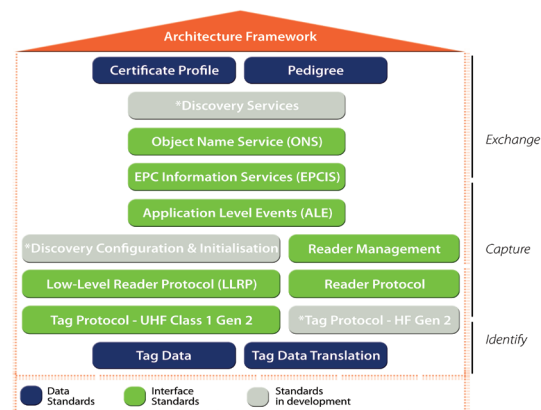 Architecture Framework
Certificate Profile
Pedigree
*Discovery Services
Object Name Service (ONS)
Exchange
EPC Information Services (EPCIS)
Application Level Events (ALE)
*Discovery Configuration & Initialisation
Reader Management
Capture
Low-Level Reader Protocol (LLRP)
Reader Protocol
Tag Protocol - UHF Class 1 Gen 2
*Tag Protocol - HF Gen 2
Identify
Tag Data
Tag Data Translation
Data
Standards
Interface
Standards
Standards
in development